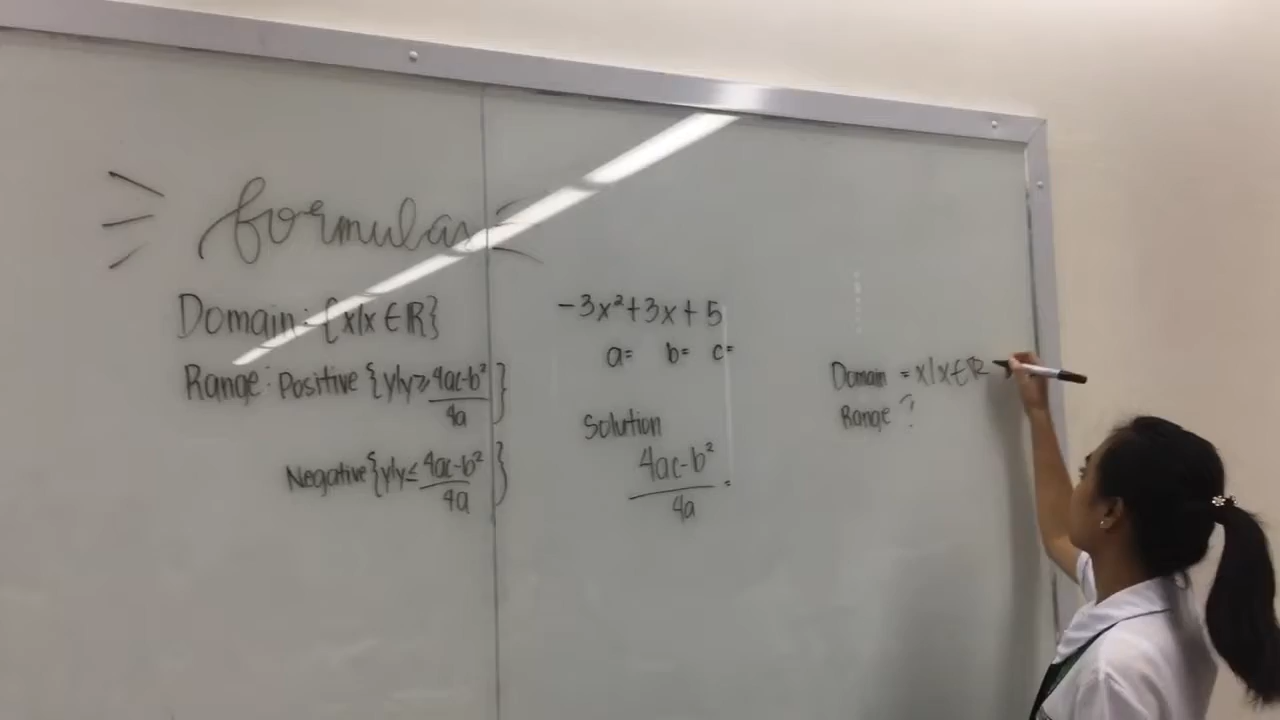 formulas
Domain: {x|x ∈ ℝ}
Range: Positive {y|y ≥ 4ac-b²/4a}
Negative {y|y ≤ 4ac-b²/4a}
-3x²+3x+5
a= b= c=
Solution
4ac-b²/4a =
Domain = x|x ∈ ℝ
Range ?